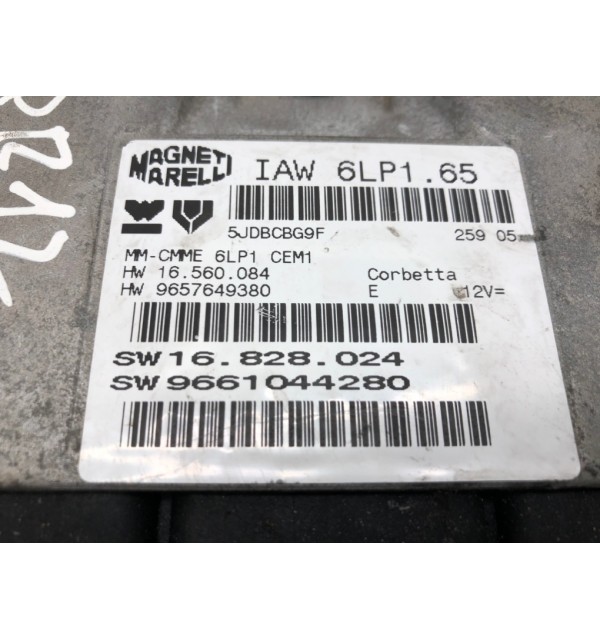 MAGNETI
MARELLI
IAW 6LP1.65
5JDBCBG9F 259 05
MM-CMME 6LP1 CEM1
HW 16.560.084 Corbetta
HW 9657649380 E 12V=
SW 16.828.024
SW 9661044280